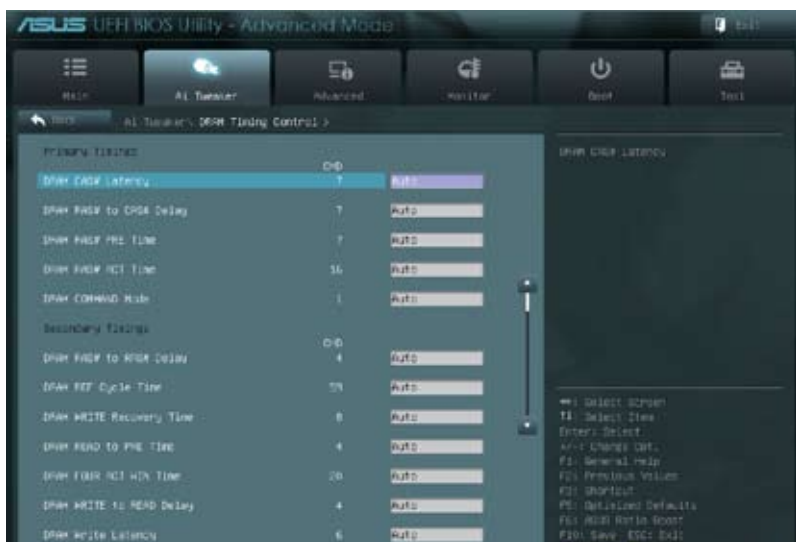 ASUS UEFI BIOS Utility - Advanced Mode
Exit
Main
Ai Tweaker
Advanced
Monitor
Boot
Tool
Back
Ai Tweaker\ DRAM Timing Control >
Primary Timings
DRAM CAS# Latency 7 Auto
DRAM RAS# to CAS# Delay 7 Auto
DRAM RAS# PRE Time 7 Auto
DRAM RAS# ACT Time 16 Auto
DRAM COMMAND Mode 1 Auto
Secondary Timings
DRAM RAS# to RAS# Delay 4 Auto
DRAM REF Cycle Time 59 Auto
DRAM WRITE Recovery Time 8 Auto
DRAM READ to PRE Time 4 Auto
DRAM FOUR ACT WIN Time 20 Auto
DRAM WRITE to READ Delay 4 Auto
DRAM Write Latency 6 Auto
DRAM CAS# Latency
Select Screen
Select Item
Enter: Select
+/-: Change Opt.
F1: General Help
F2: Previous Values
F3: Shortcut
F5: Optimized Defaults
F6: ASUS Ratio Boost
F10: Save ESC: Exit